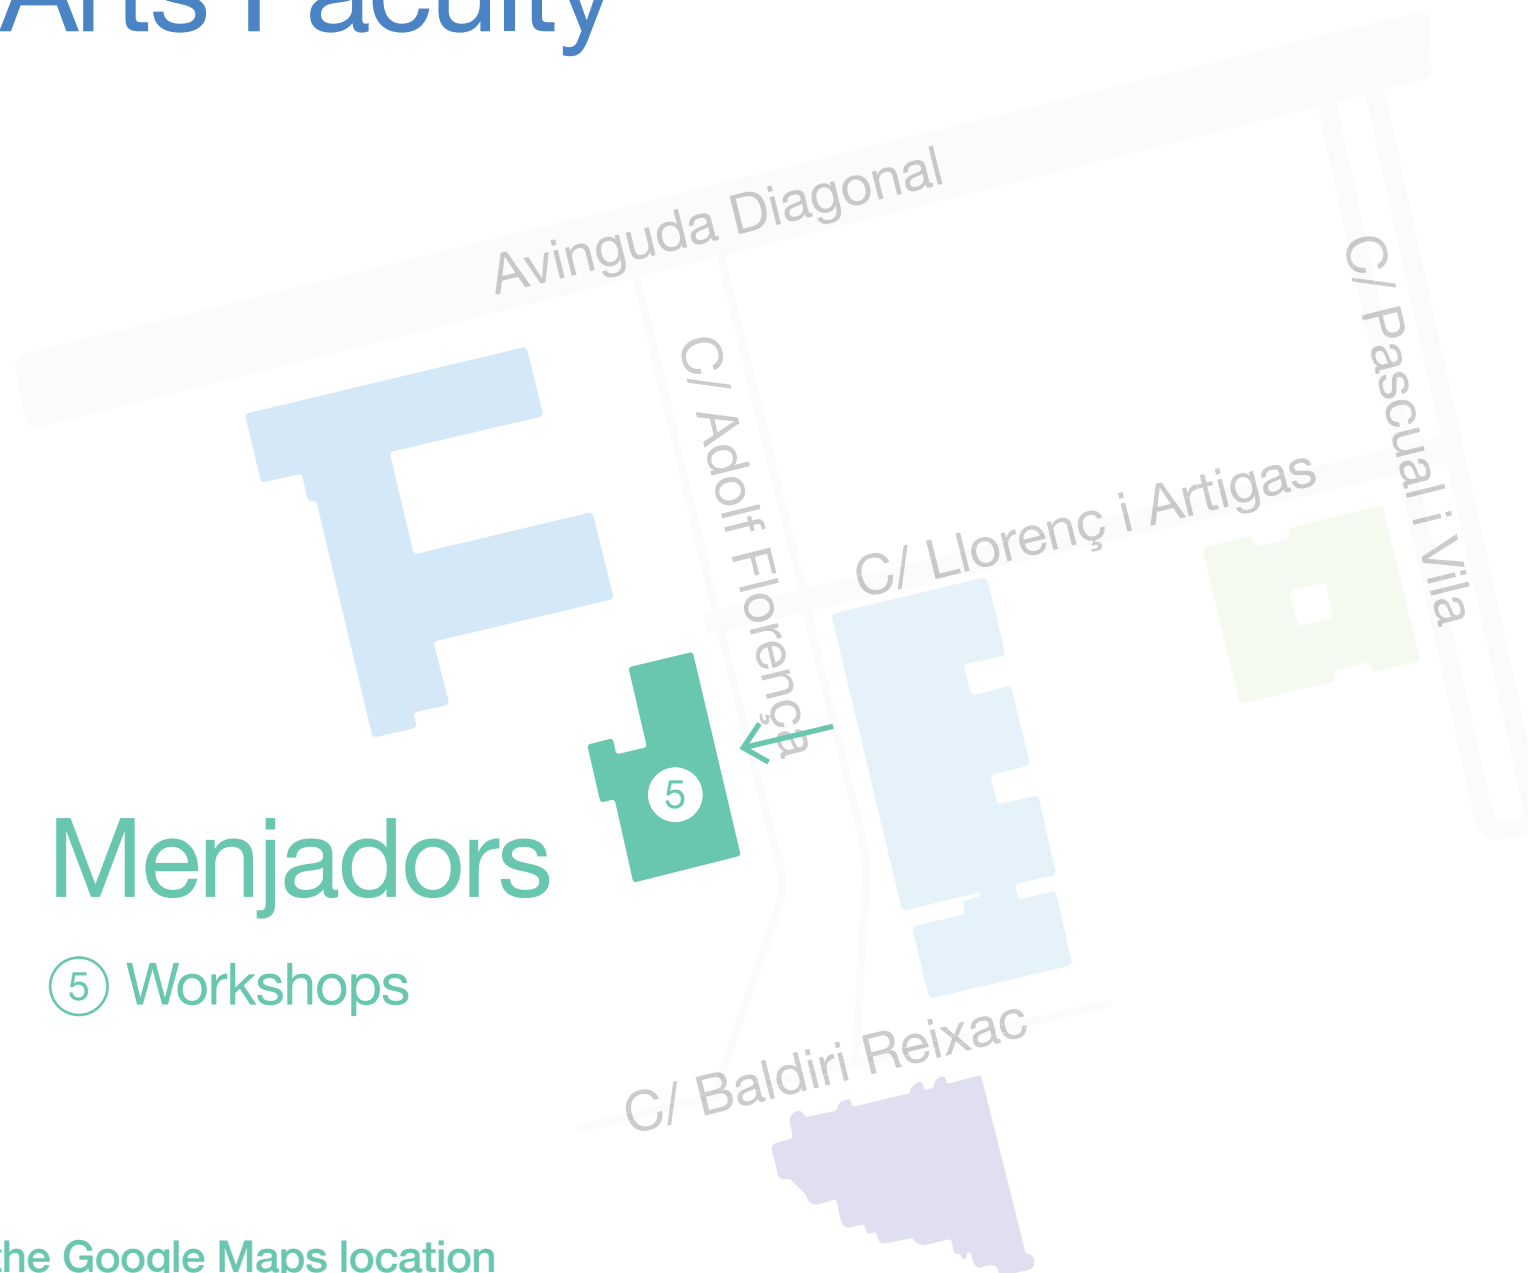 Arts Faculty
Avinguda Diagonal
C/ Pascual i Villa
C/ Adolf Florença
C/ Llorenç i Artigas
5
Menjadors
5 Workshops
C/ Baldiri Reixac
the Google Maps location